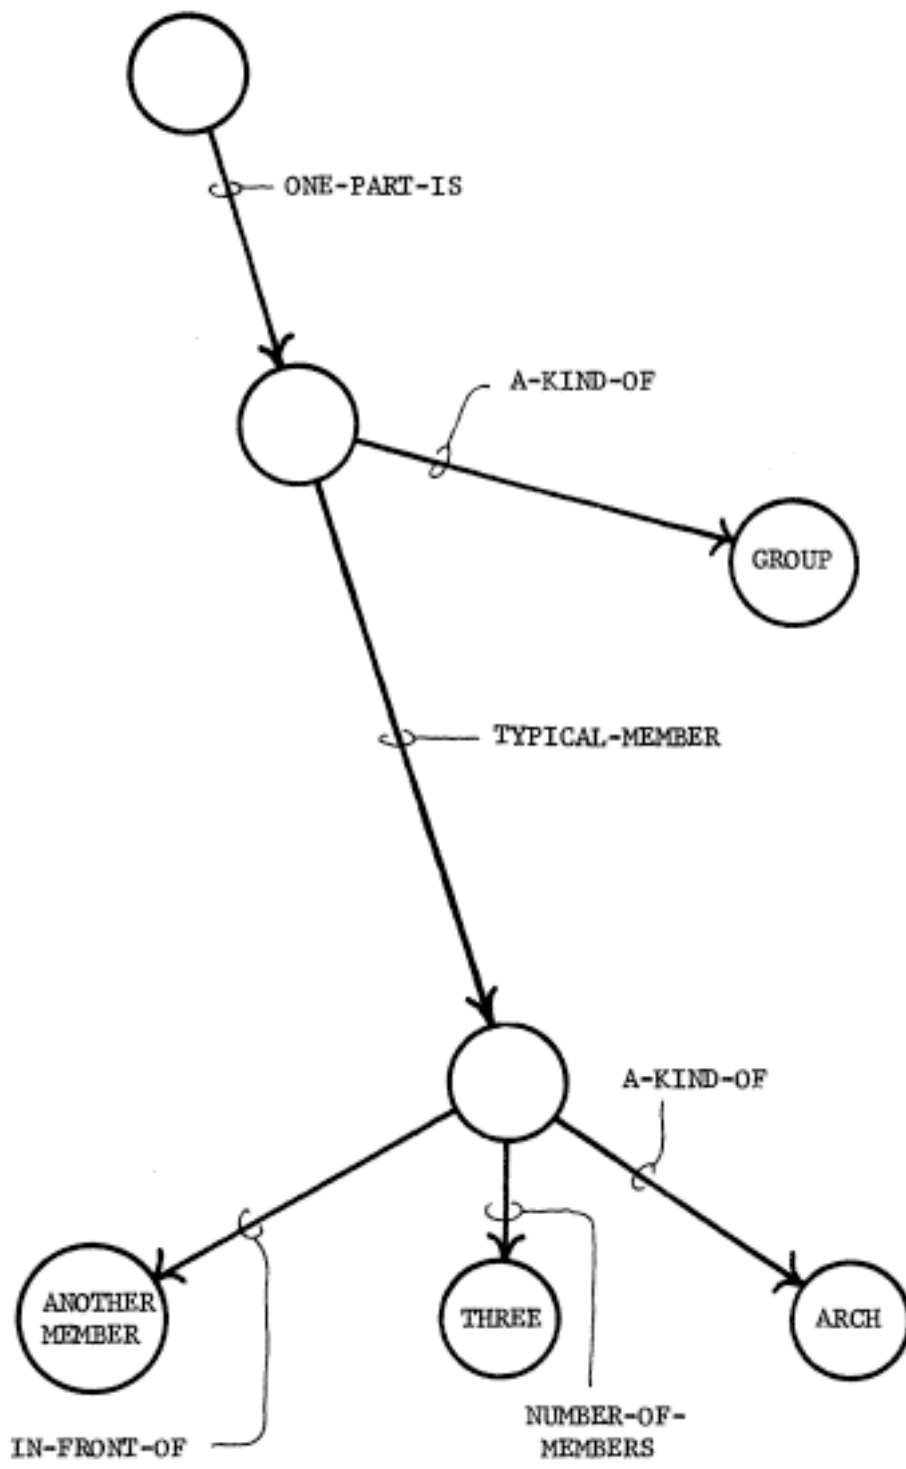 ONE-PART-IS
A-KIND-OF
GROUP
TYPICAL-MEMBER
A-KIND-OF
ANOTHER
MEMBER
THREE
ARCH
IN-FRONT-OF
NUMBER-OF-
MEMBERS